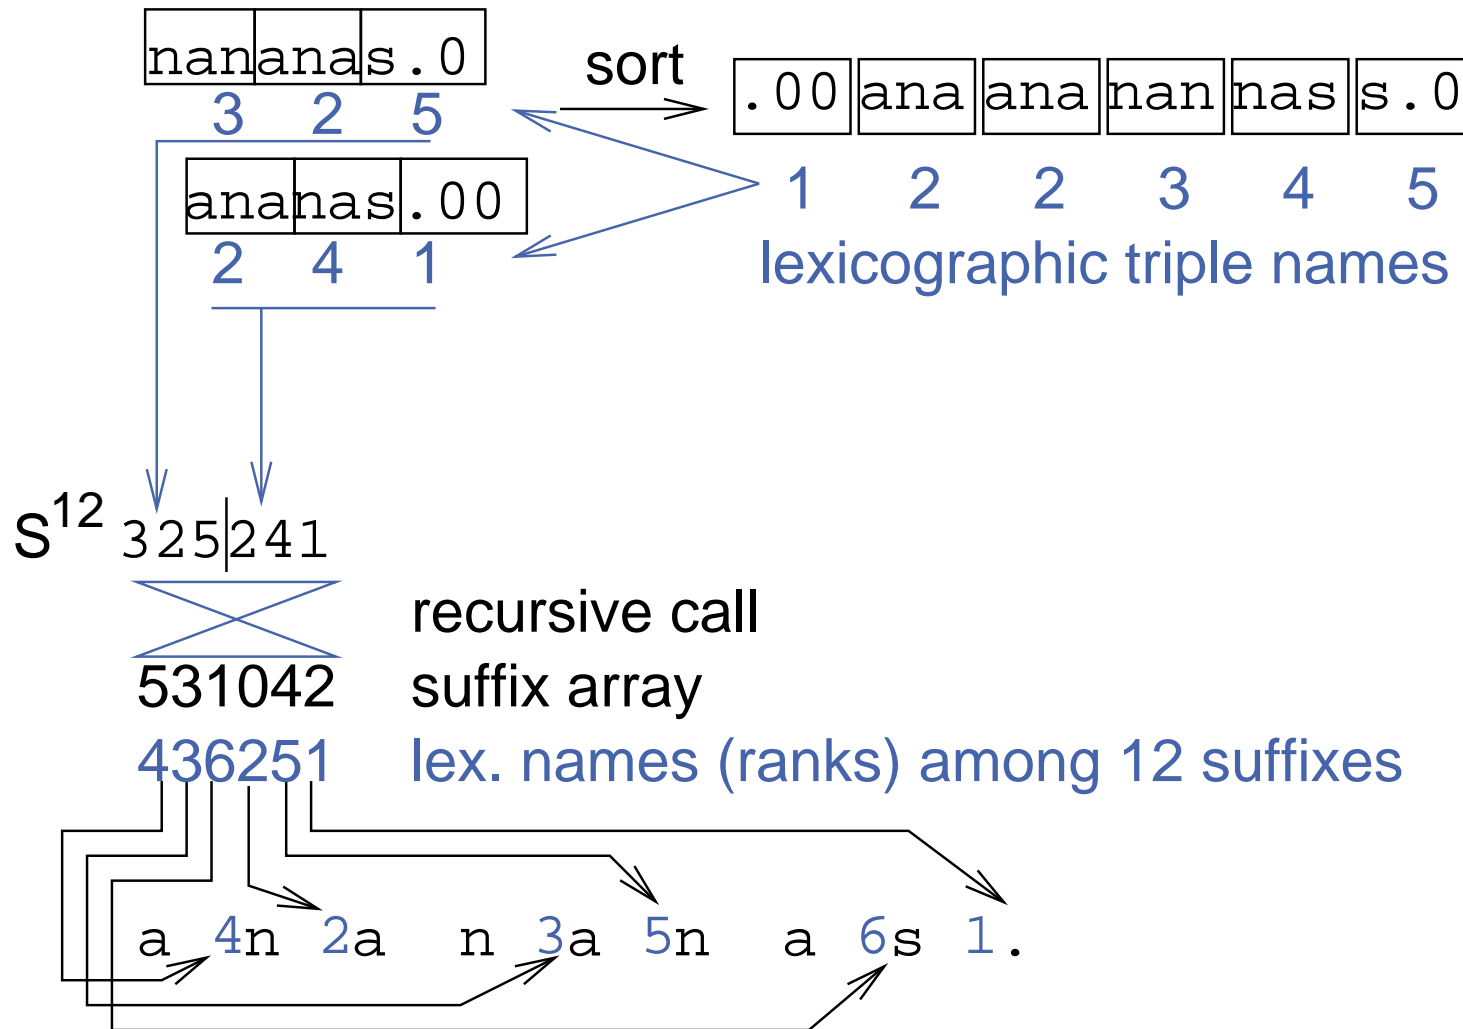 nan ana s.0
3 2 5
sort
.00 ana ana nan nas s.0
1 2 2 3 4 5
lexicographic triple names
ana nas .00
2 4 1
S12 325|241
recursive call
531042 suffix array
436251 lex. names (ranks) among 12 suffixes
a 4n 2a n 3a 5n a 6s 1.